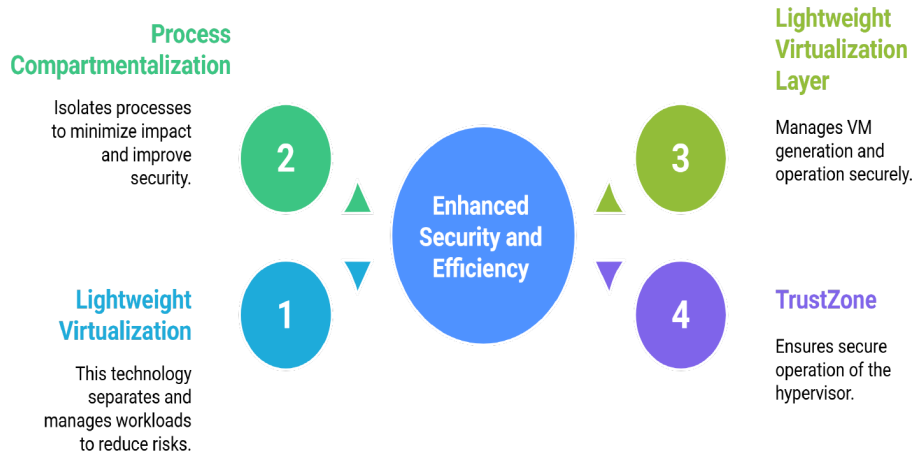 Process
Compartmentalization
Isolates processes
to minimize impact
and improve
security.
2
Lightweight
Virtualization
Layer
Manages VM
generation and
operation securely.
3
Enhanced
Security and
Efficiency
Lightweight
Virtualization
This technology
separates and
manages workloads
to reduce risks.
1
TrustZone
Ensures secure
operation of the
hypervisor.
4